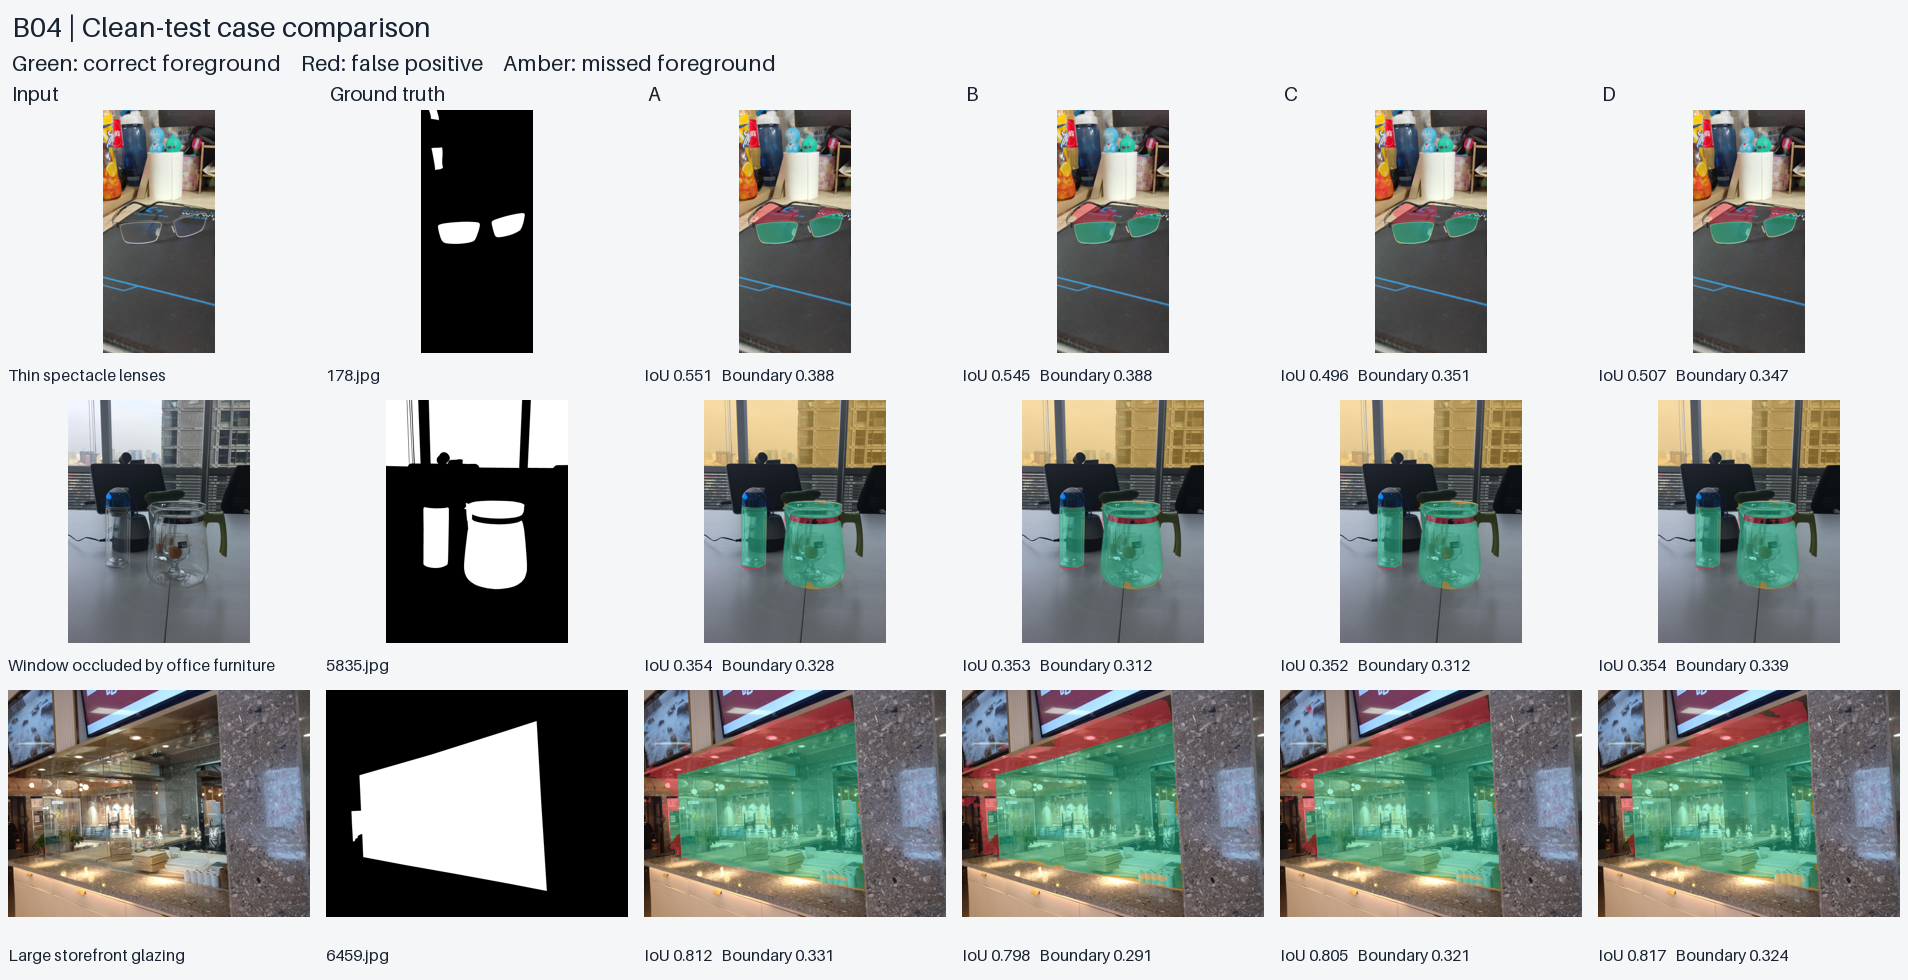 B04 | Clean-test case comparison
Green: correct foreground Red: false positive Amber: missed foreground
Input Ground truth A B C D
Thin spectacle lenses 178.jpg IoU 0.551 Boundary 0.388 IoU 0.545 Boundary 0.388 IoU 0.496 Boundary 0.351 IoU 0.507 Boundary 0.347
Window occluded by office furniture 5835.jpg IoU 0.354 Boundary 0.328 IoU 0.353 Boundary 0.312 IoU 0.352 Boundary 0.312 IoU 0.354 Boundary 0.339
Large storefront glazing 6459.jpg IoU 0.812 Boundary 0.331 IoU 0.798 Boundary 0.291 IoU 0.805 Boundary 0.321 IoU 0.817 Boundary 0.324